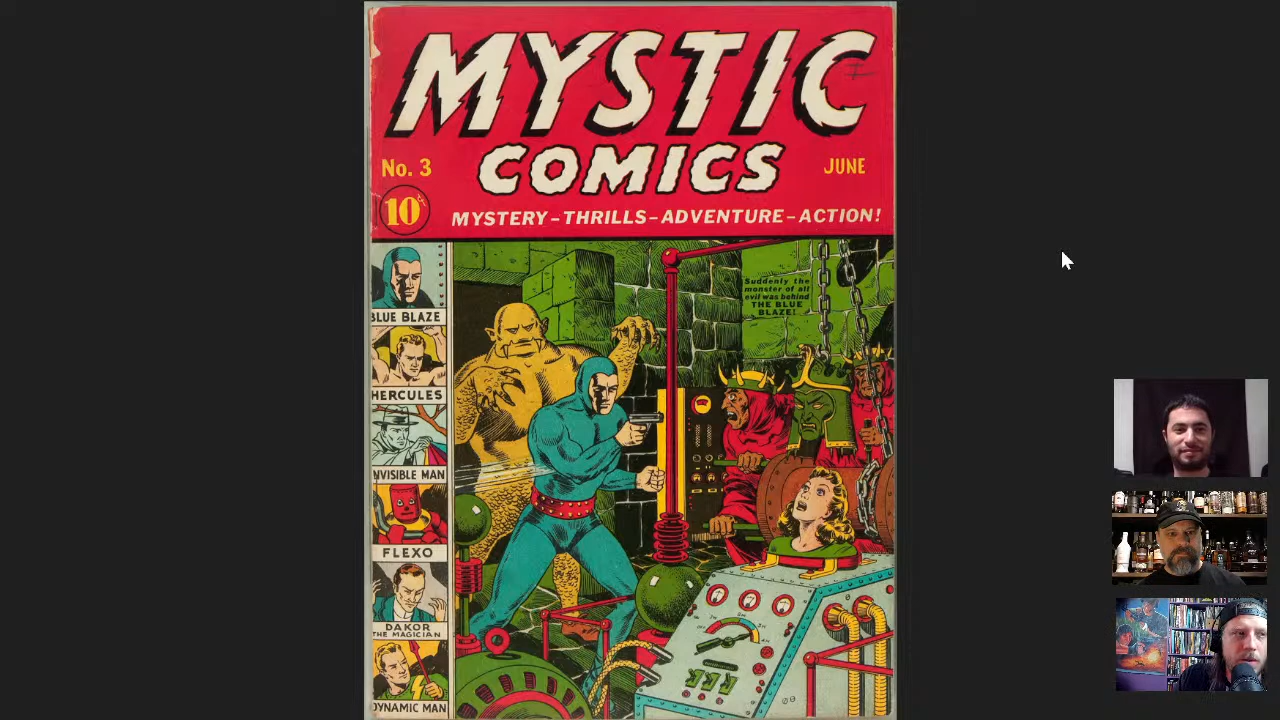 MYSTIC
COMICS
No. 3
JUNE
10¢
MYSTERY-THRILLS-ADVENTURE-ACTION!
Suddenly the
monster of all
evil was behind
THE BLUE
BLAZE!
BLUE BLAZE
HERCULES
INVISIBLE MAN
FLEXO
DAKOR
THE MAGICIAN
DYNAMIC MAN